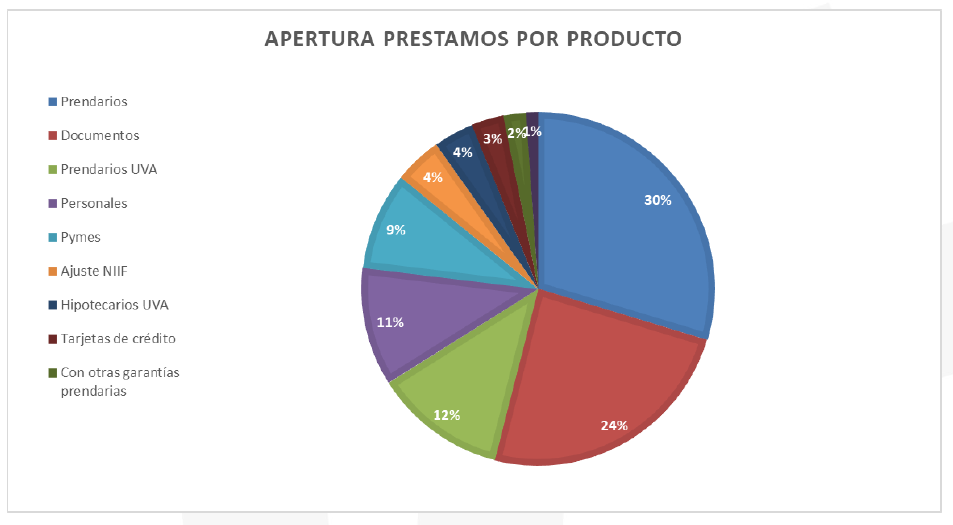 APERTURA PRESTAMOS POR PRODUCTO
Prendarios
Documentos
Prendarios UVA
Personales
Pymes
Ajuste NIIF
Hipotecarios UVA
Tarjetas de crédito
Con otras garantías
prendarias
30%
24%
12%
11%
9%
4%
4%
3%
2%
1%